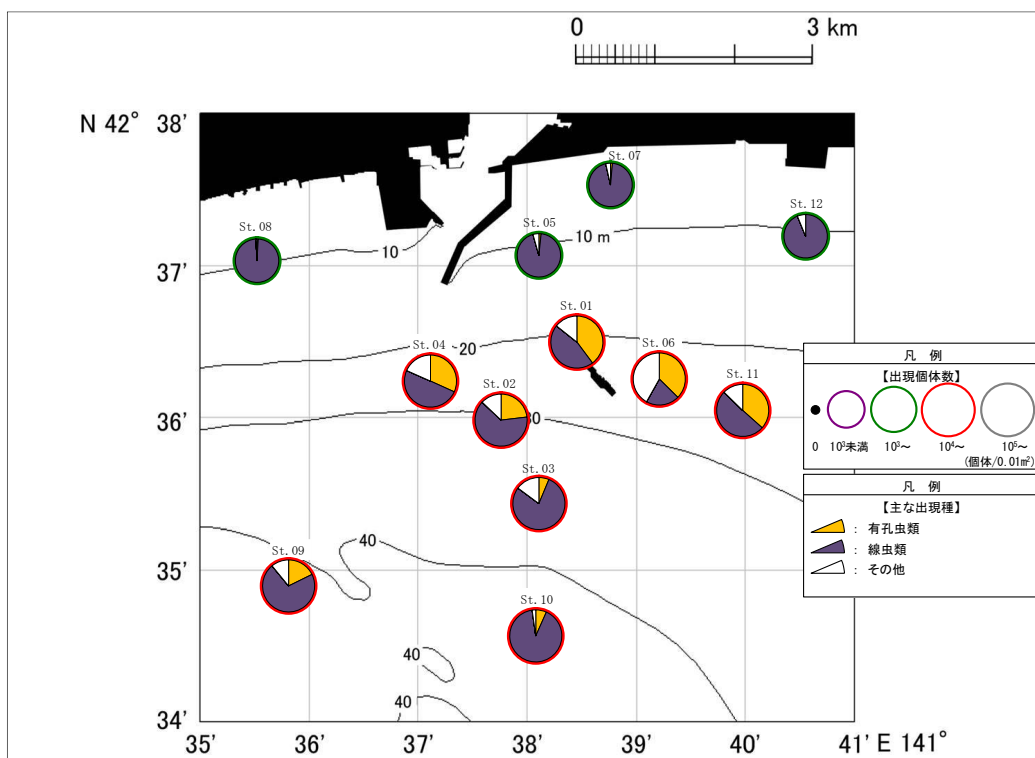 0 3 km
N 42° 38'
St.07
St.12
St.08
St.05
10
10 m
37'
St.01
St.04
20
St.06
St.11
St.02
36'
30
St.03
40
35'
St.09
St.10
40
40
34'
35' 36' 37' 38' 39' 40' 41' E 141°
凡 例
【出現個体数】
0 10³未満 10³~ 10⁴~ 10⁵~
(個体/0.01m²)
凡 例
【主な出現種】
: 有孔虫類
: 線虫類
: その他